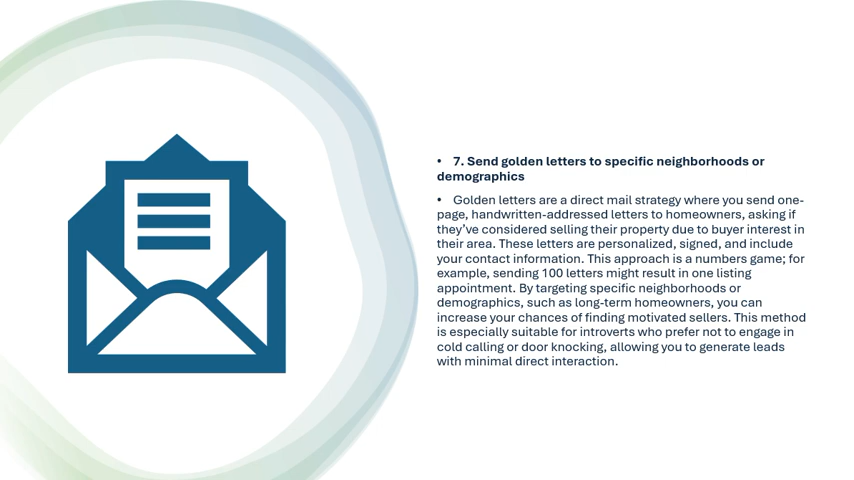 • 7. Send golden letters to specific neighborhoods or
demographics
• Golden letters are a direct mail strategy where you send one-
page, handwritten-addressed letters to homeowners, asking if
they’ve considered selling their property due to buyer interest in
their area. These letters are personalized, signed, and include
your contact information. This approach is a numbers game; for
example, sending 100 letters might result in one listing
appointment. By targeting specific neighborhoods or
demographics, such as long-term homeowners, you can
increase your chances of finding motivated sellers. This method
is especially suitable for introverts who prefer not to engage in
cold calling or door knocking, allowing you to generate leads
with minimal direct interaction.